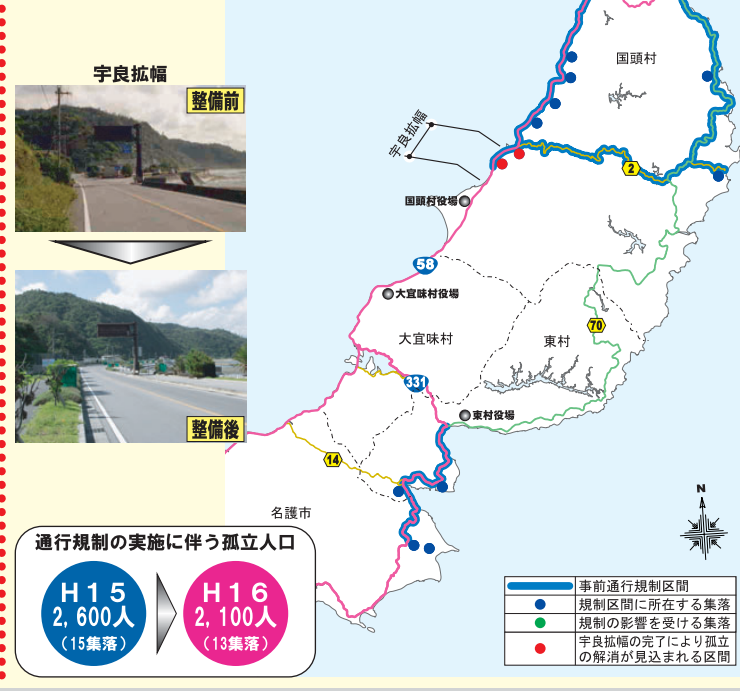 宇良拡幅
整備前
整備後
国頭村
宇良拡幅
2
国頭村役場
58
大宜味村役場
大宜味村
東村
70
331
東村役場
14
名護市
N
通行規制の実施に伴う孤立人口
H15
2,600人
（15集落）
H16
2,100人
（13集落）
事前通行規制区間
規制区間に所在する集落
規制の影響を受ける集落
宇良拡幅の完了により孤立
の解消が見込まれる区間